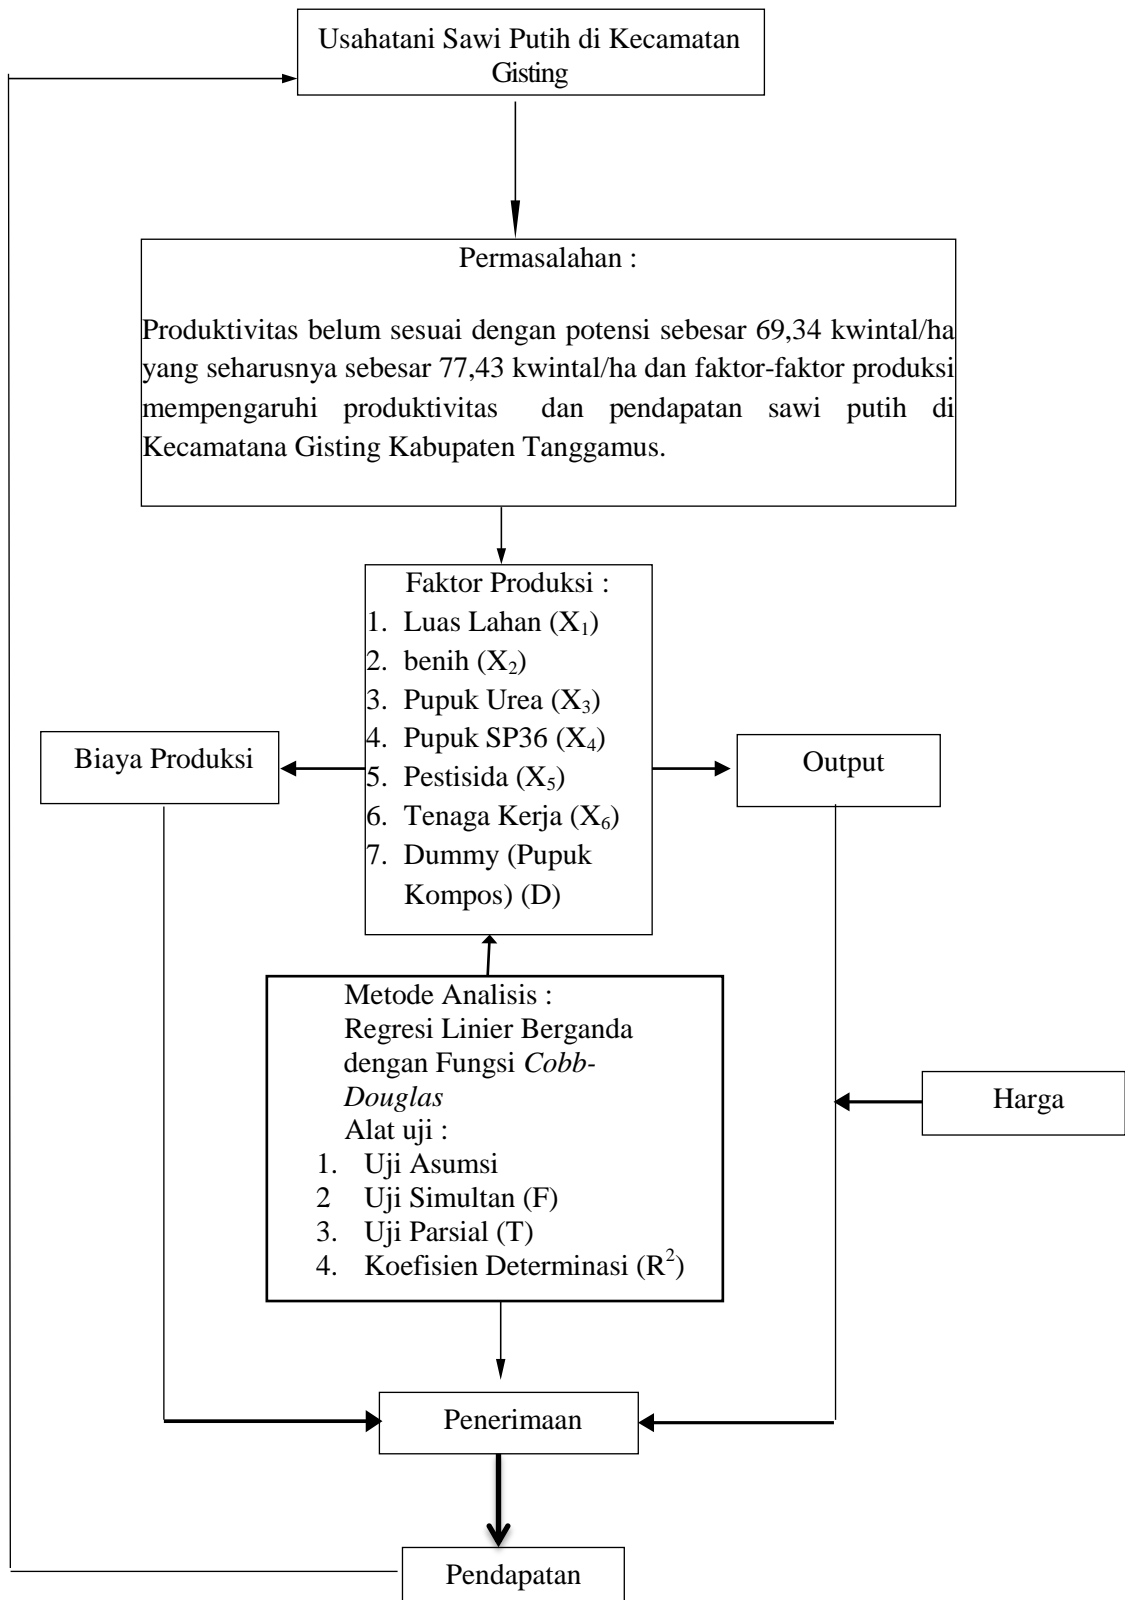 Usahatani Sawi Putih di Kecamatan
Gisting
Permasalahan :
Produktivitas belum sesuai dengan potensi sebesar 69,34 kwintal/ha
yang seharusnya sebesar 77,43 kwintal/ha dan faktor-faktor produksi
mempengaruhi produktivitas dan pendapatan sawi putih di
Kecamatana Gisting Kabupaten Tanggamus.
Faktor Produksi :
1. Luas Lahan (X₁)
2. benih (X₂)
3. Pupuk Urea (X₃)
4. Pupuk SP36 (X₄)
5. Pestisida (X₅)
6. Tenaga Kerja (X₆)
7. Dummy (Pupuk
Kompos) (D)
Biaya Produksi
Output
Metode Analisis :
Regresi Linier Berganda
dengan Fungsi Cobb-
Douglas
Alat uji :
1. Uji Asumsi
2 Uji Simultan (F)
3. Uji Parsial (T)
4. Koefisien Determinasi (R²)
Harga
Penerimaan
Pendapatan